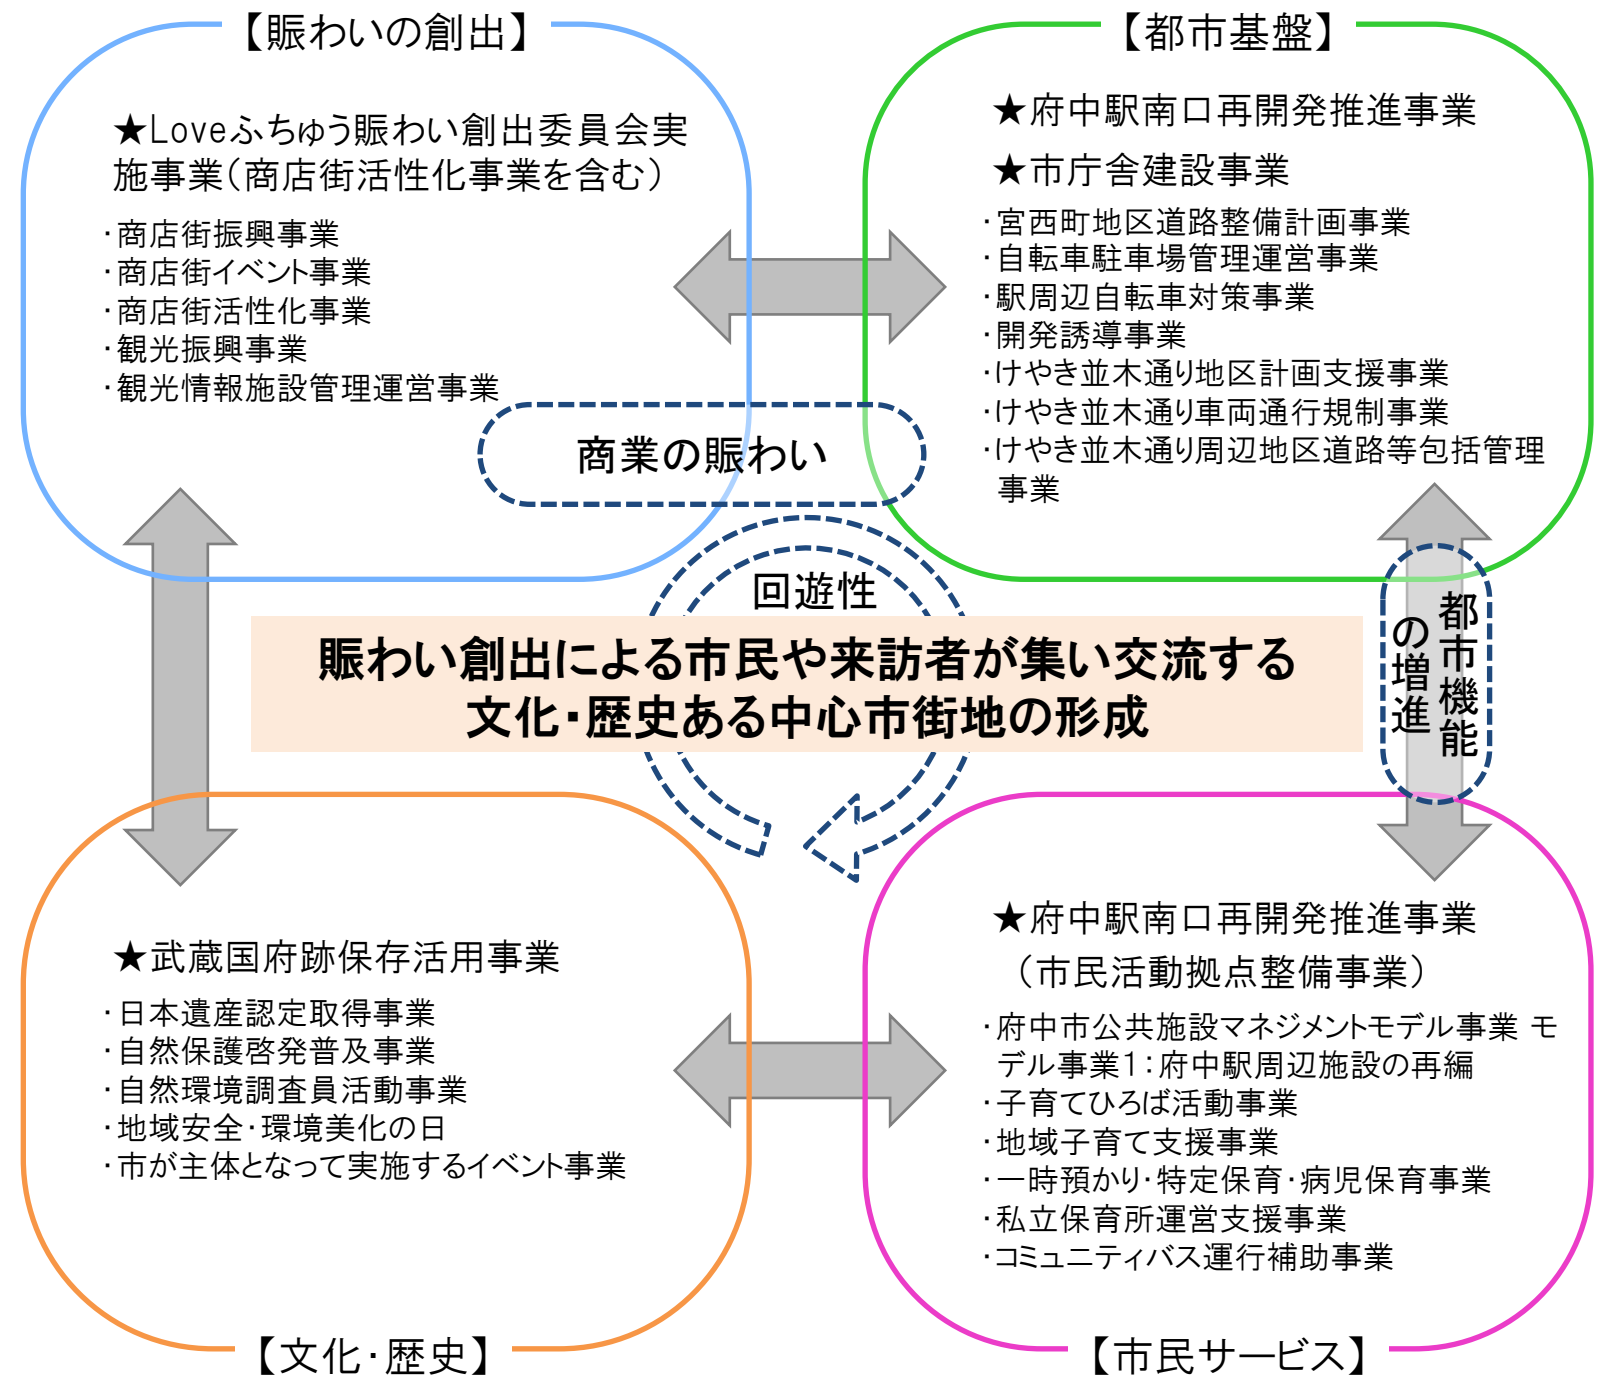 【賑わいの創出】
★Loveふちゅう賑わい創出委員会実
施事業(商店街活性化事業を含む)
・商店街振興事業
・商店街イベント事業
・商店街活性化事業
・観光振興事業
・観光情報施設管理運営事業
【都市基盤】
★府中駅南口再開発推進事業
★市庁舎建設事業
・宮西町地区道路整備計画事業
・自転車駐車場管理運営事業
・駅周辺自転車対策事業
・開発誘導事業
・けやき並木通り地区計画支援事業
・けやき並木通り車両通行規制事業
・けやき並木通り周辺地区道路等包括管理
事業
商業の賑わい
回遊性
賑わい創出による市民や来訪者が集い交流する
文化・歴史ある中心市街地の形成
都市機能
の増進
★武蔵国府跡保存活用事業
・日本遺産認定取得事業
・自然保護啓発普及事業
・自然環境調査員活動事業
・地域安全・環境美化の日
・市が主体となって実施するイベント事業
【文化・歴史】
★府中駅南口再開発推進事業
(市民活動拠点整備事業)
・府中市公共施設マネジメントモデル事業 モ
デル事業1:府中駅周辺施設の再編
・子育てひろば活動事業
・地域子育て支援事業
・一時預かり・特定保育・病児保育事業
・私立保育所運営支援事業
・コミュニティバス運行補助事業
【市民サービス】